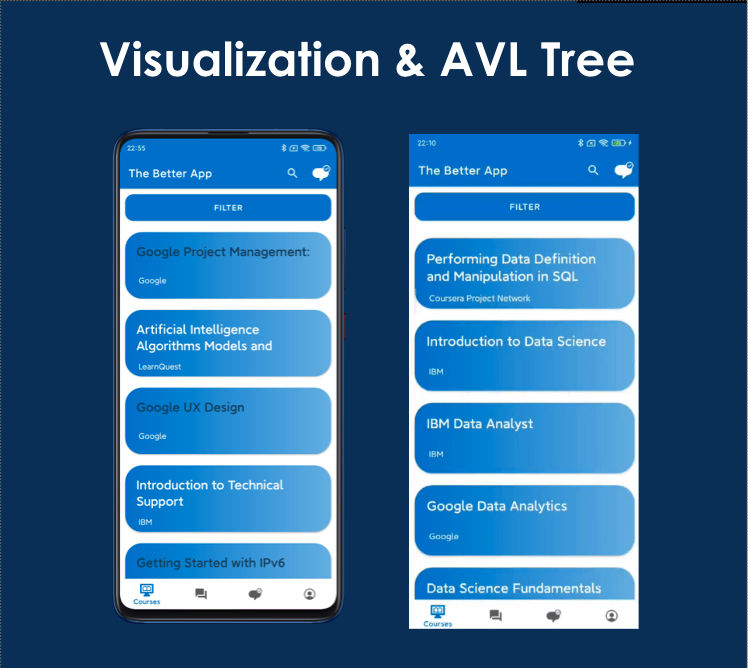 Visualization & AVL Tree
22:55
The Better App
FILTER
Google Project Management:
Google
Artificial Intelligence
Algorithms Models and
LearnQuest
Google UX Design
Google
Introduction to Technical
Support
IBM
Getting Started with IPv6
Courses
22:10
The Better App
FILTER
Performing Data Definition
and Manipulation in SQL
Coursera Project Network
Introduction to Data Science
IBM
IBM Data Analyst
IBM
Google Data Analytics
Google
Data Science Fundamentals
Courses